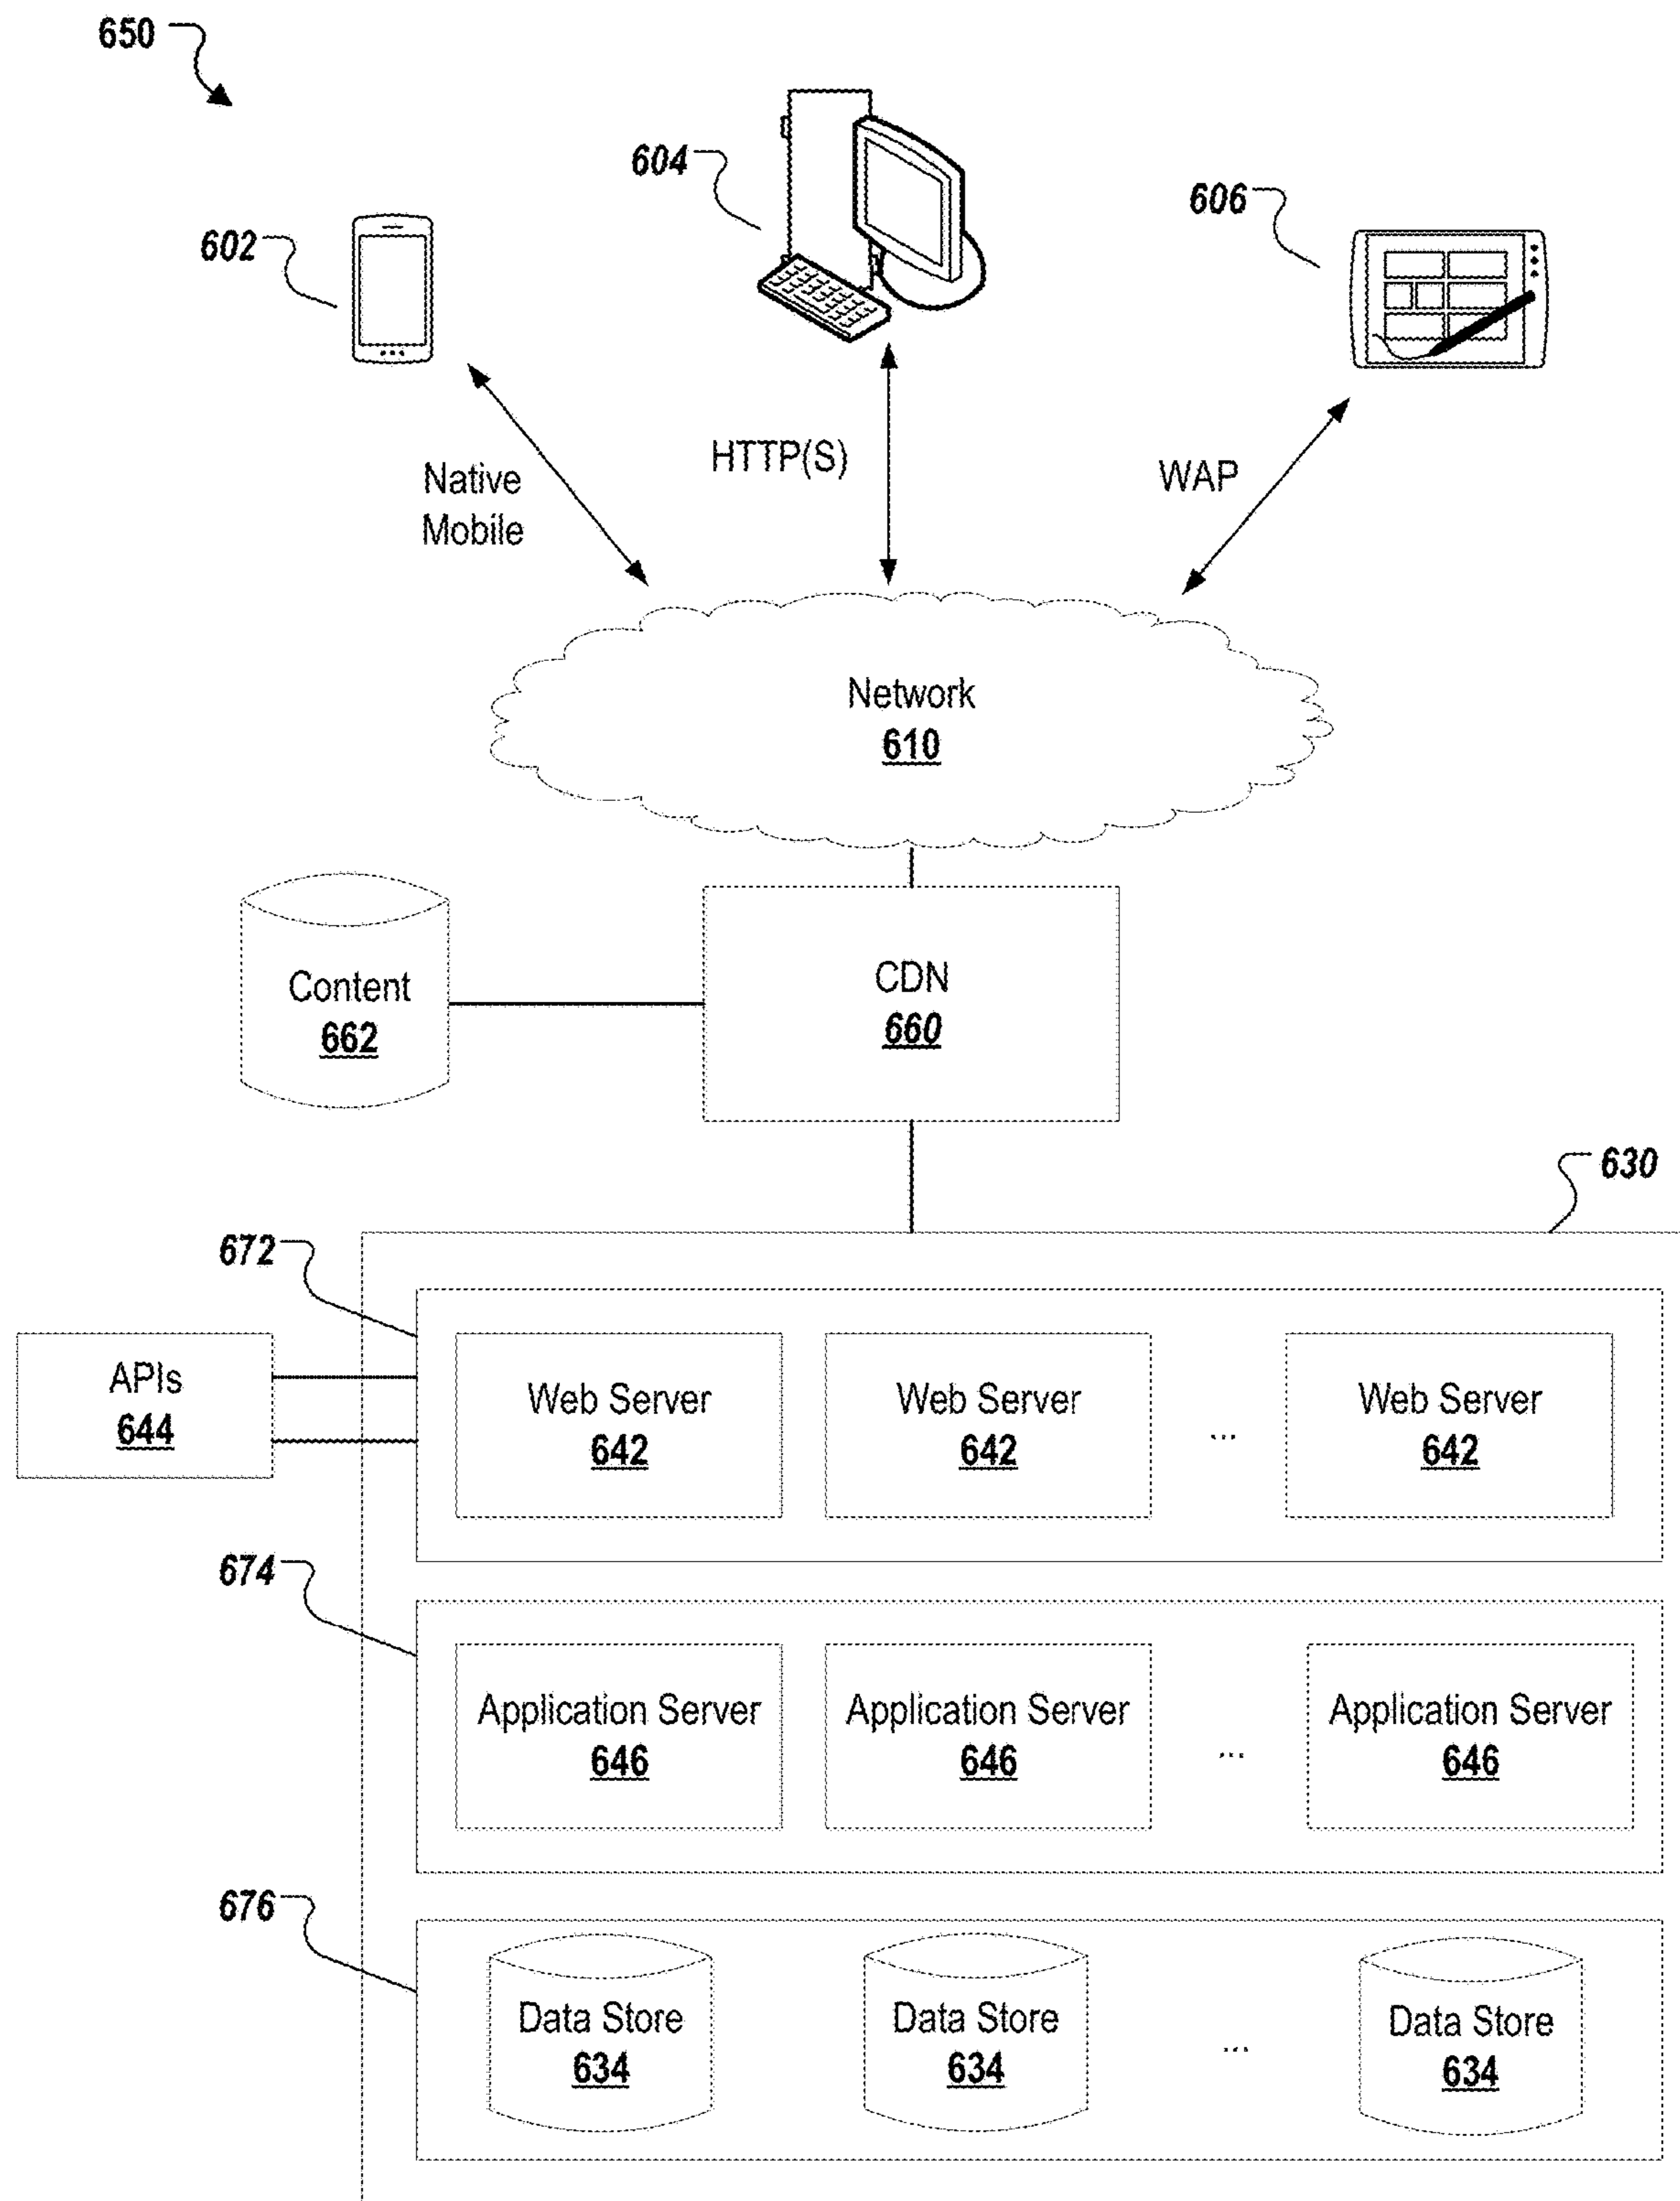 650
604
606
602
HTTP(S)
WAP
Native
Mobile
Network
610
Content
662
CDN
660
630
672
APIs
644
Web Server
642
Web Server
642
...
Web Server
642
674
Application Server
646
Application Server
646
...
Application Server
646
676
Data Store
634
Data Store
634
...
Data Store
634